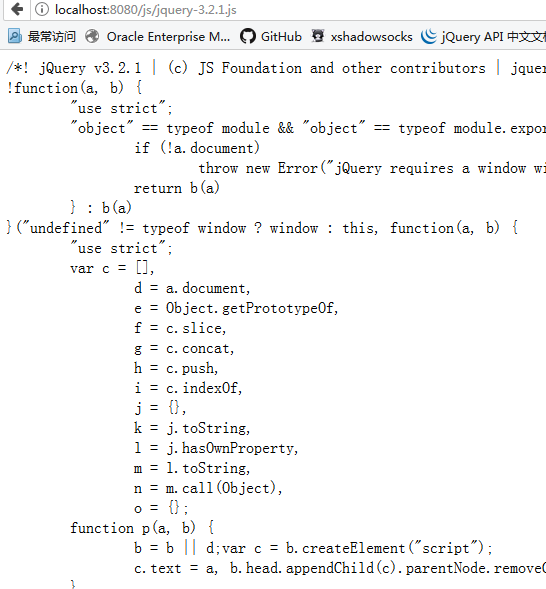 localhost:8080/js/jquery-3.2.1.js
最常访问 Oracle Enterprise M... GitHub xshadowsocks jQuery API 中文文
/*! jQuery v3.2.1 | (c) JS Foundation and other contributors | jquer
!function(a, b) {
"use strict";
"object" == typeof module && "object" == typeof module.expor
if (!a.document)
throw new Error("jQuery requires a window wi
return b(a)
} : b(a)
}("undefined" != typeof window ? window : this, function(a, b) {
"use strict";
var c = [],
d = a.document,
e = Object.getPrototypeOf,
f = c.slice,
g = c.concat,
h = c.push,
i = c.indexOf,
j = {},
k = j.toString,
l = j.hasOwnProperty,
m = l.toString,
n = m.call(Object),
o = {};
function p(a, b) {
b = b || d;var c = b.createElement("script");
c.text = a, b.head.appendChild(c).parentNode.remove
}